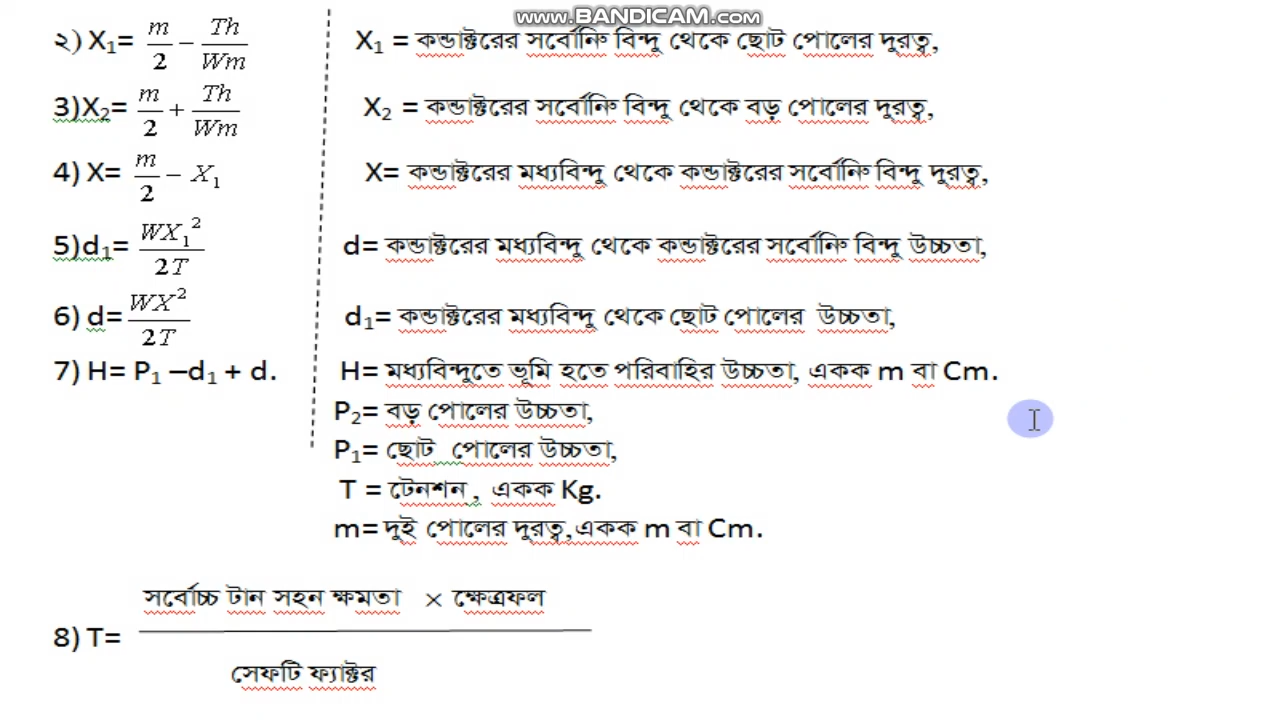 www.BANDICAM.com
২) X₁= m/2 − Th/Wm X₁ = কন্ডাক্টরের সর্বোনি বিন্দু থেকে ছোট পোলের দুরত্ব,
3)X₂= m/2 + Th/Wm X₂ = কন্ডাক্টরের সর্বোনি বিন্দু থেকে বড় পোলের দুরত্ব,
4) X= m/2 − X₁ X= কন্ডাক্টরের মধ্যবিন্দু থেকে কন্ডাক্টরের সর্বোনি বিন্দু দুরত্ব,
5)d₁= WX₁²/2T d= কন্ডাক্টরের মধ্যবিন্দু থেকে কন্ডাক্টরের সর্বোনি বিন্দু উচ্চতা,
6) d= WX²/2T d₁= কন্ডাক্টরের মধ্যবিন্দু থেকে ছোট পোলের উচ্চতা,
7) H= P₁ –d₁ + d. H= মধ্যবিন্দুতে ভূমি হতে পরিবাহির উচ্চতা, একক m বা Cm.
P₂= বড় পোলের উচ্চতা,
P₁= ছোট পোলের উচ্চতা,
T = টেনশন , একক Kg.
m= দুই পোলের দুরত্ব,একক m বা Cm.
সর্বোচ্চ টান সহন ক্ষমতা × ক্ষেত্রফল
8) T=
সেফটি ফ্যাক্টর